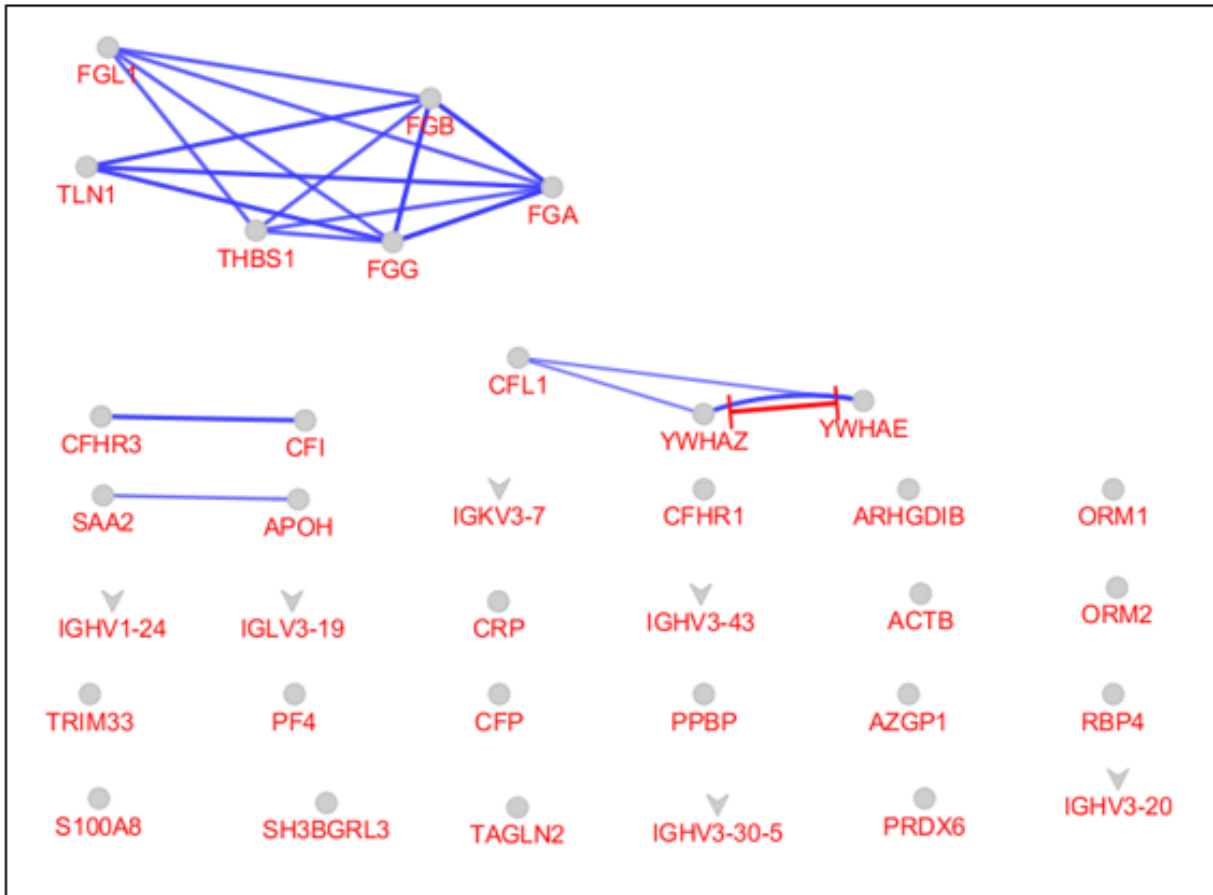 FGL1
FGB
TLN1
FGA
THBS1
FGG
CFL1
YWHAZ
YWHAE
CFHR3
CFI
SAA2
APOH
IGKV3-7
CFHR1
ARHGDIB
ORM1
IGHV1-24
IGLV3-19
CRP
IGHV3-43
ACTB
ORM2
TRIM33
PF4
CFP
PPBP
AZGP1
RBP4
S100A8
SH3BGRL3
TAGLN2
IGHV3-30-5
PRDX6
IGHV3-20